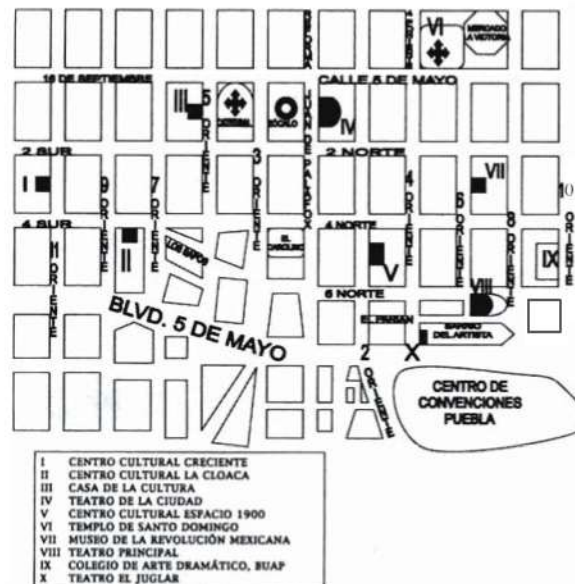 REFORMA
VI
MERCADO
LA VICTORIA
16 DE SEPTIEMBRE
CALLE 5 DE MAYO
III
5 ORIENTE
CATEDRAL
ZOCALO
JUAN DE PALAFOX
IV
2 SUR
2 NORTE
I
9 ORIENTE
7 ORIENTE
3 ORIENTE
4 ORIENTE
6 ORIENTE
VII
8 ORIENTE
10 ORIENTE
4 SUR
4 NORTE
11 ORIENTE
II
LOS SAPOS
EL
CAROLINO
V
IX
BLVD. 5 DE MAYO
6 NORTE
VIII
EL PARIAN
BARRIO
DEL ARTISTA
2 ORIENTE
X
CENTRO DE
CONVENCIONES
PUEBLA
I CENTRO CULTURAL CRECIENTE
II CENTRO CULTURAL LA CLOACA
III CASA DE LA CULTURA
IV TEATRO DE LA CIUDAD
V CENTRO CULTURAL ESPACIO 1900
VI TEMPLO DE SANTO DOMINGO
VII MUSEO DE LA REVOLUCIÓN MEXICANA
VIII TEATRO PRINCIPAL
IX COLEGIO DE ARTE DRAMÁTICO, BUAP
X TEATRO EL JUGLAR